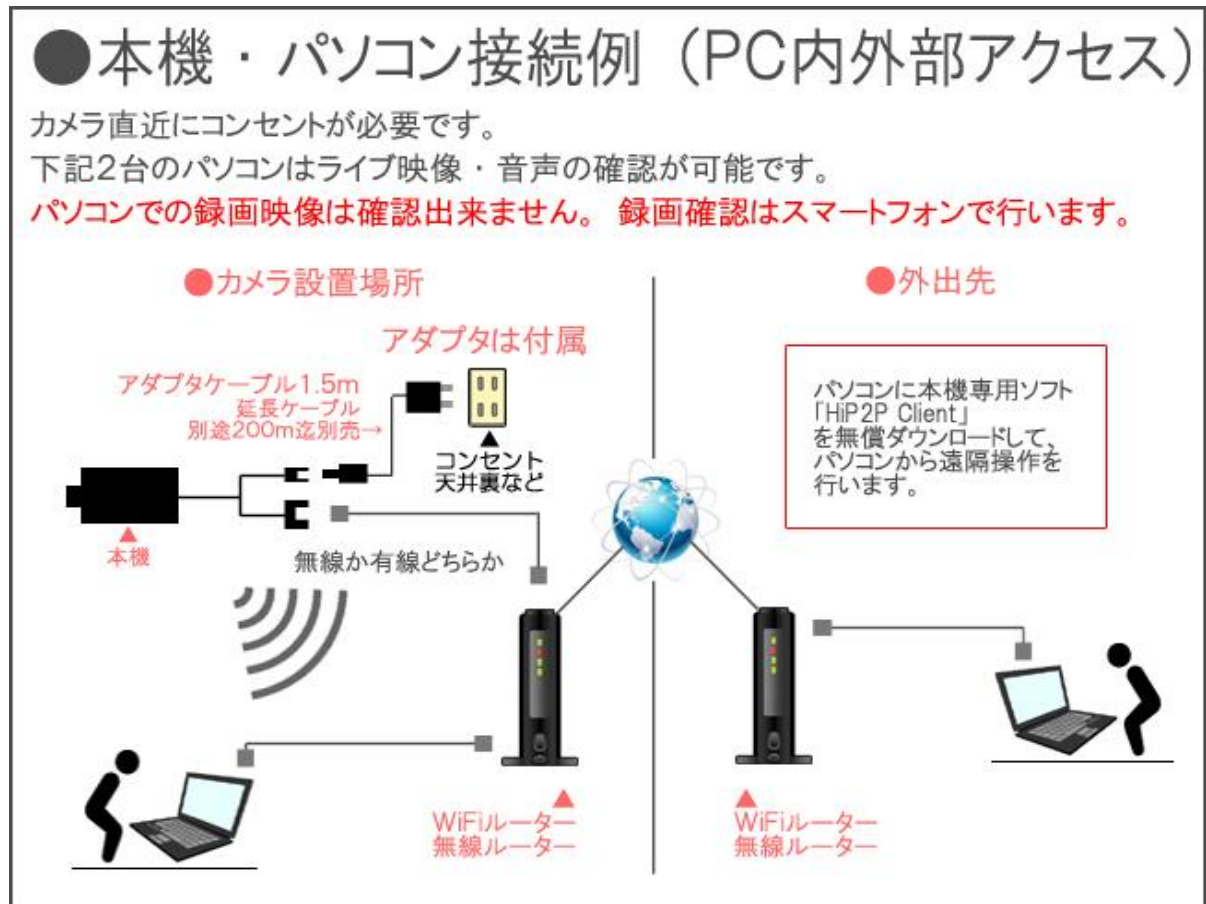 ●本機・パソコン接続例（PC内外部アクセス）
カメラ直近にコンセントが必要です。
下記2台のパソコンはライブ映像・音声の確認が可能です。
パソコンでの録画映像は確認出来ません。 録画確認はスマートフォンで行います。
●カメラ設置場所
アダプタは付属
アダプタケーブル1.5m
延長ケーブル
別途200m迄別売→
▲
コンセント
天井裏など
▲
本機
無線か有線どちらか
▲
WiFiルーター
無線ルーター
●外出先
パソコンに本機専用ソフト
「HiP2P Client」
を無償ダウンロードして、
パソコンから遠隔操作を
行います。
▲
WiFiルーター
無線ルーター